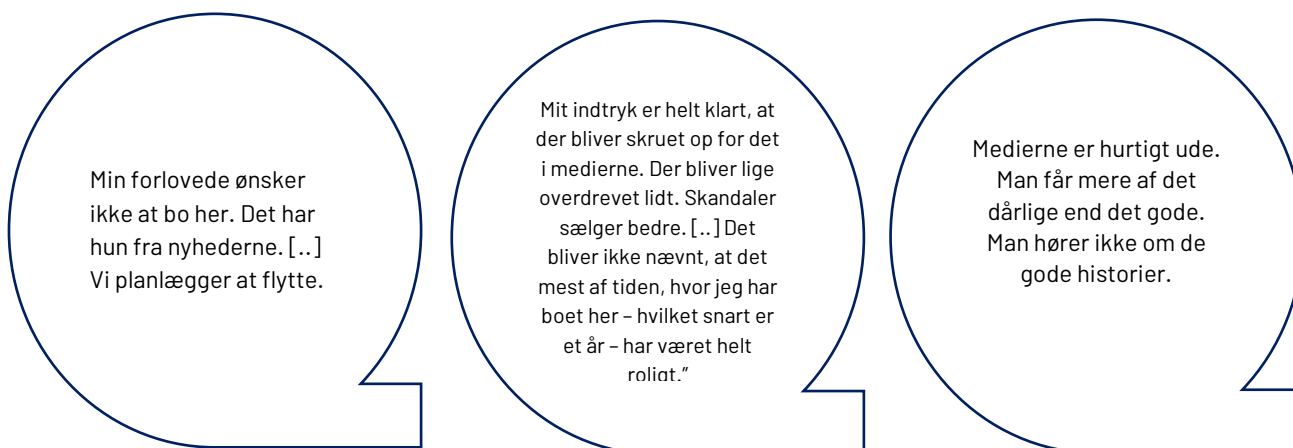 Min forlovede ønsker
ikke at bo her. Det har
hun fra nyhederne. [..]
Vi planlægger at flytte.
Mit indtryk er helt klart, at
der bliver skruet op for det
i medierne. Der bliver lige
overdrevet lidt. Skandaler
sælger bedre. [..] Det
bliver ikke nævnt, at det
mest af tiden, hvor jeg har
boet her – hvilket snart er
et år – har været helt
roligt.”
Medierne er hurtigt ude.
Man får mere af det
dårlige end det gode.
Man hører ikke om de
gode historier.